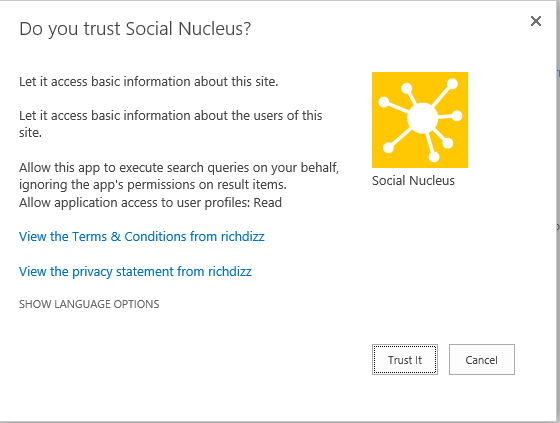 Do you trust Social Nucleus?
Let it access basic information about this site.
Let it access basic information about the users of this
site.
Allow this app to execute search queries on your behalf,
ignoring the app's permissions on result items.
Allow application access to user profiles: Read
View the Terms & Conditions from richdizz
View the privacy statement from richdizz
SHOW LANGUAGE OPTIONS
Social Nucleus
Trust It
Cancel